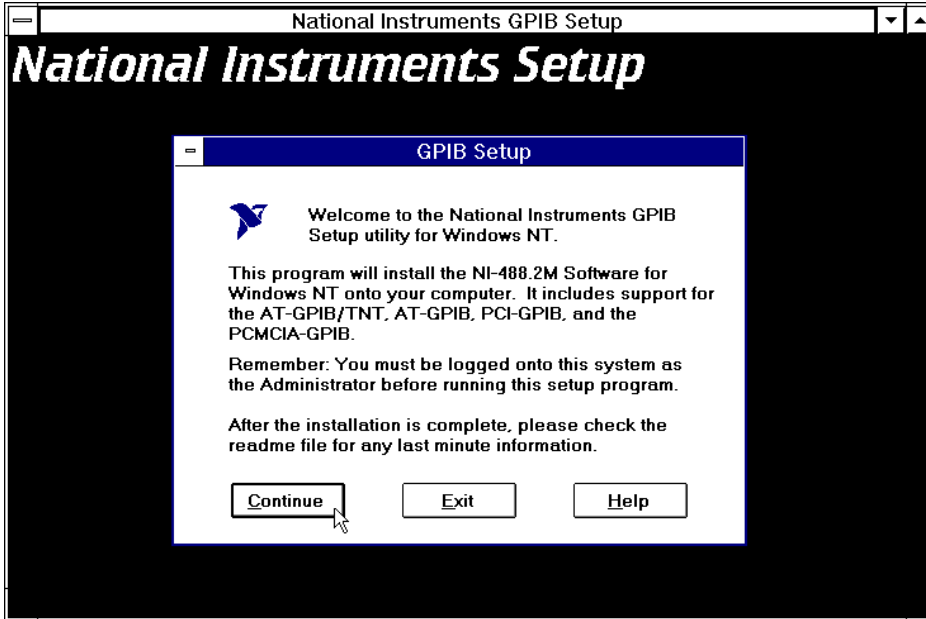 National Instruments GPIB Setup
National Instruments Setup
GPIB Setup
Welcome to the National Instruments GPIB
Setup utility for Windows NT.
This program will install the NI-488.2M Software for
Windows NT onto your computer.  It includes support for
the AT-GPIB/TNT, AT-GPIB, PCI-GPIB, and the
PCMCIA-GPIB.
Remember: You must be logged onto this system as
the Administrator before running this setup program.
After the installation is complete, please check the
readme file for any last minute information.
Continue
Exit
Help